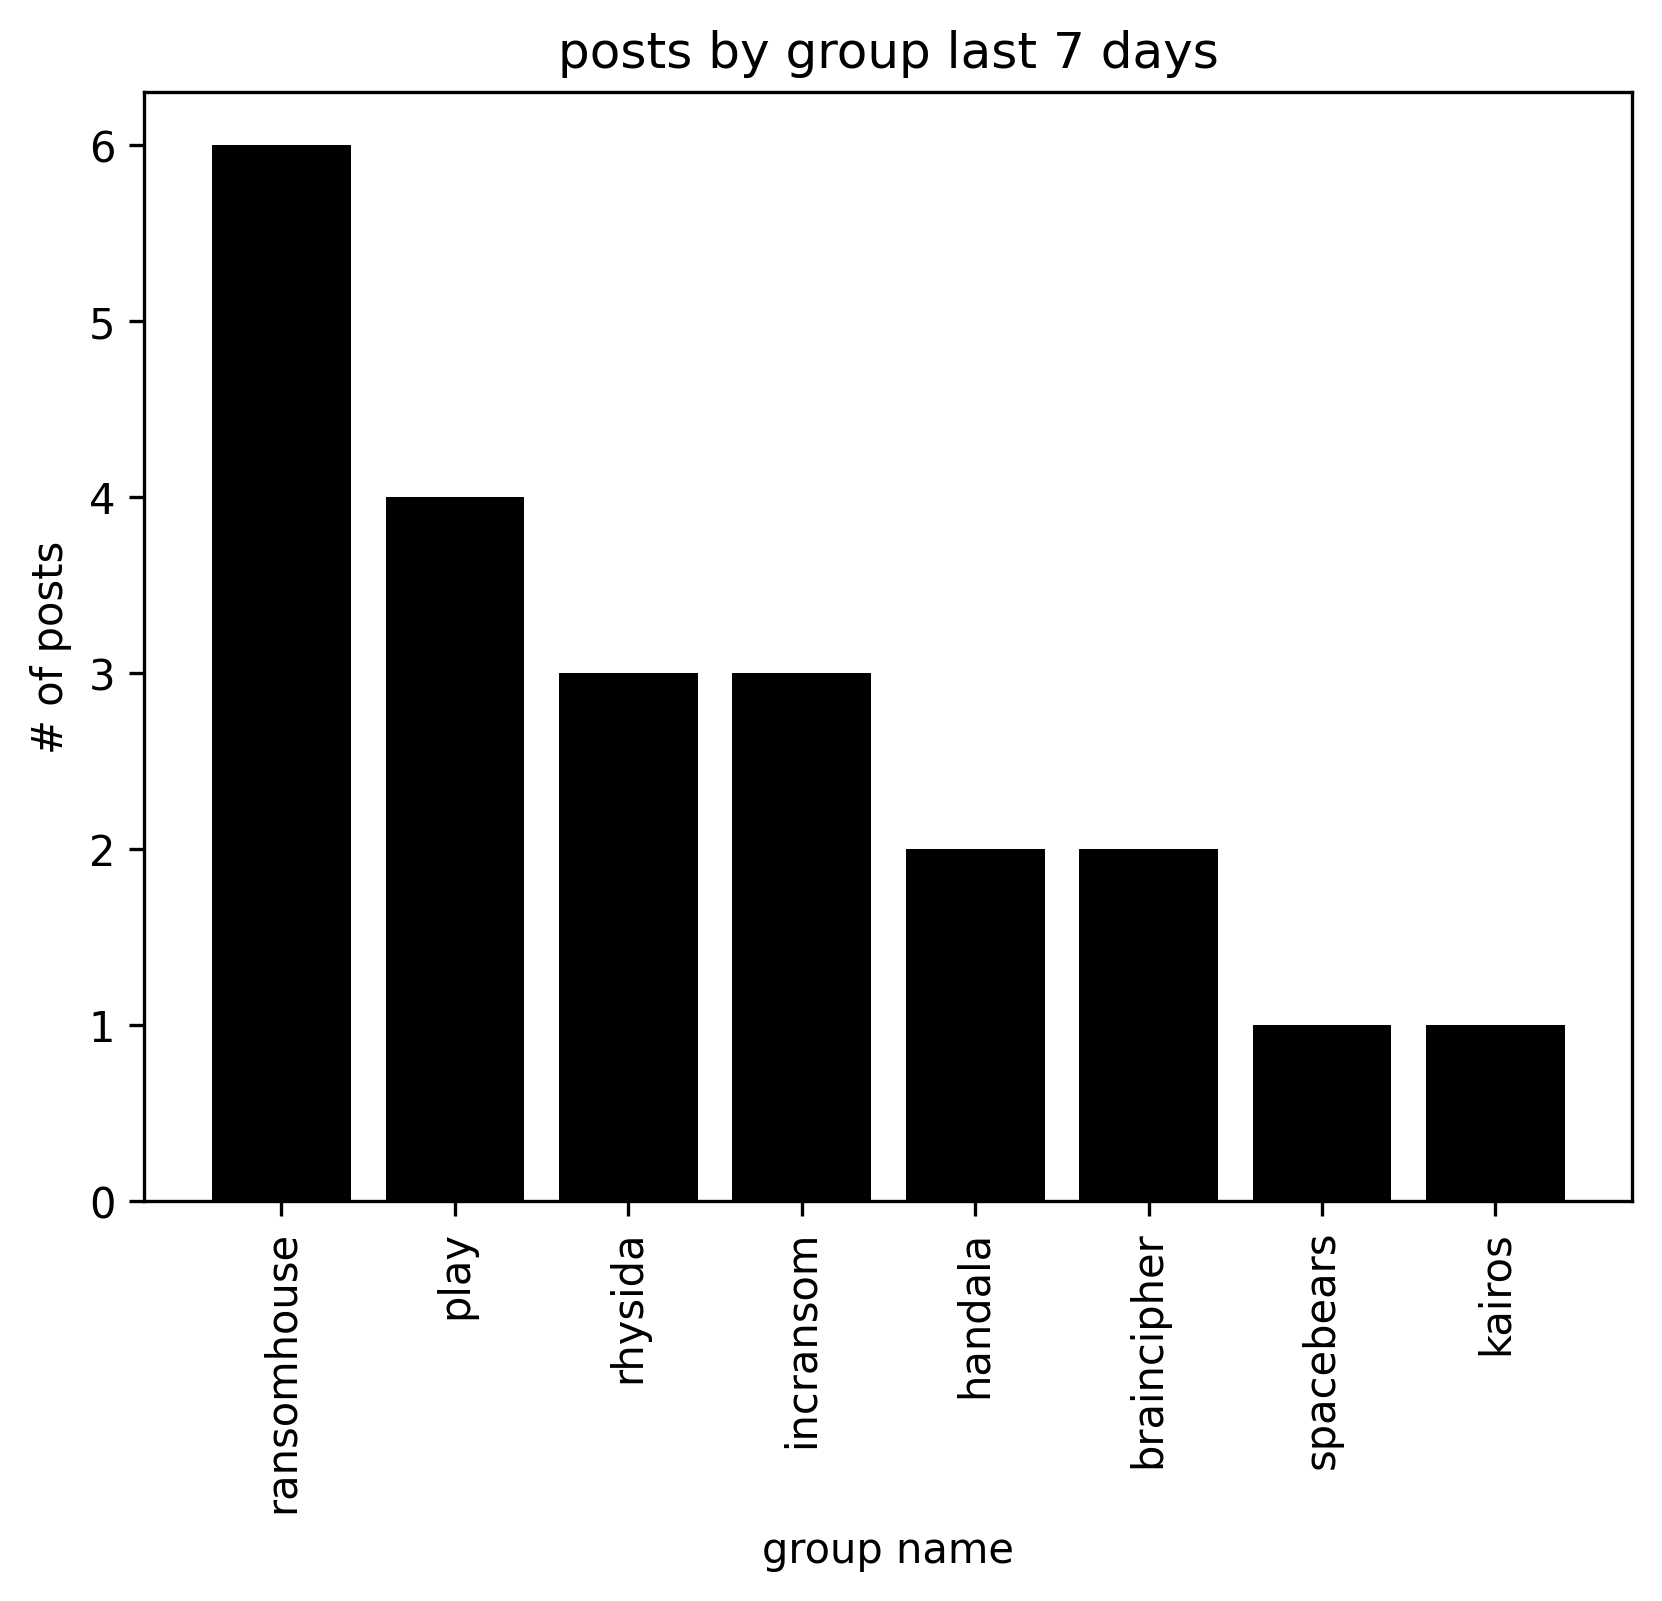 posts by group last 7 days
# of posts
6
5
4
3
2
1
0
ransomhouse
play
rhysida
incransom
handala
braincipher
spacebears
kairos
group name